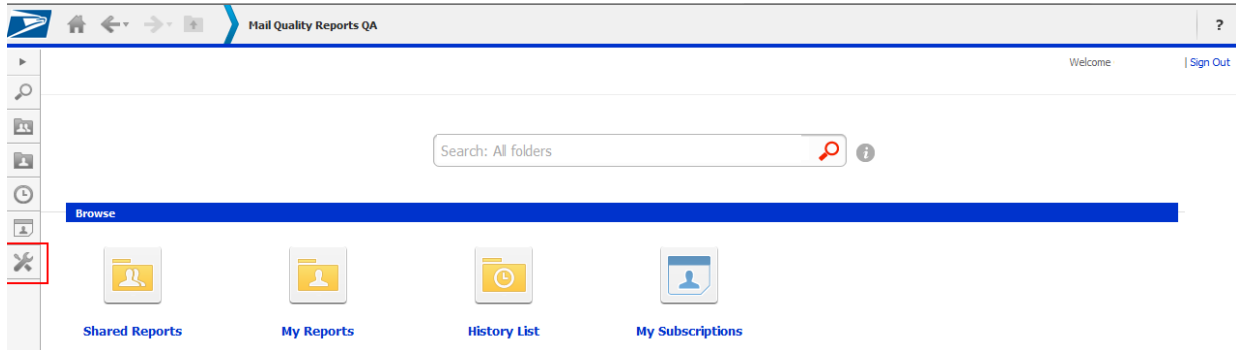 Mail Quality Reports QA
?
Welcome | Sign Out
Search: All folders
i
Browse
Shared Reports My Reports History List My Subscriptions